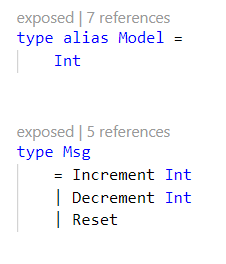 exposed | 7 references
type alias Model =
    Int
exposed | 5 references
type Msg
    = Increment Int
    | Decrement Int
    | Reset